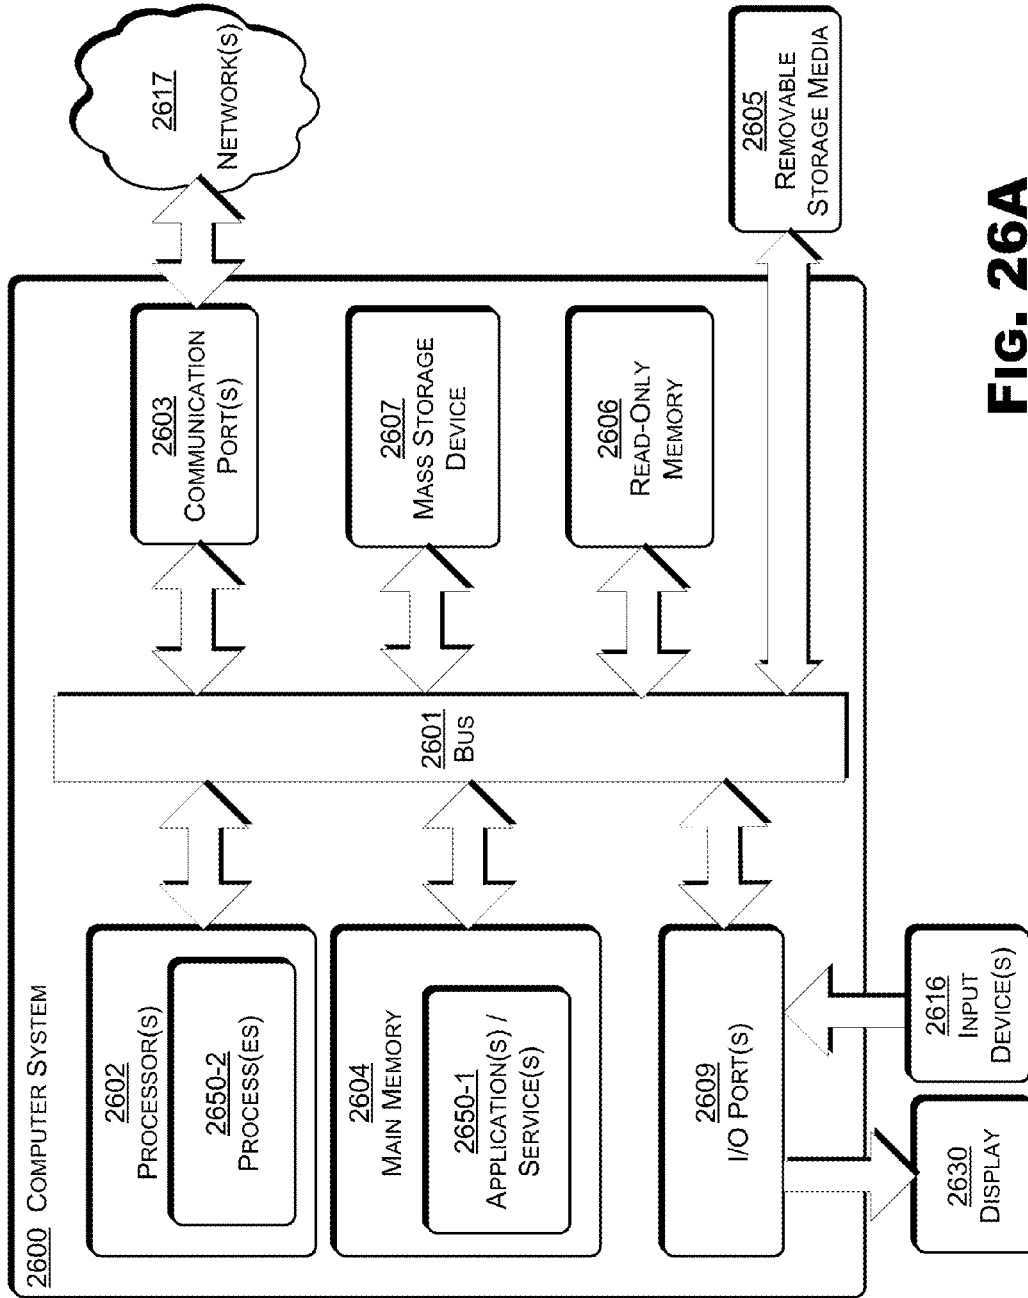 2600 COMPUTER SYSTEM
2602
PROCESSOR(S)
2650-2
PROCESS(ES)
2604
MAIN MEMORY
2650-1
APPLICATION(S) /
SERVICE(S)
2609
I/O PORT(S)
2630
DISPLAY
2616
INPUT
DEVICE(S)
2601
BUS
2603
COMMUNICATION
PORT(S)
2607
MASS STORAGE
DEVICE
2606
READ-ONLY
MEMORY
2617
NETWORK(S)
2605
REMOVABLE
STORAGE MEDIA
FIG. 26A